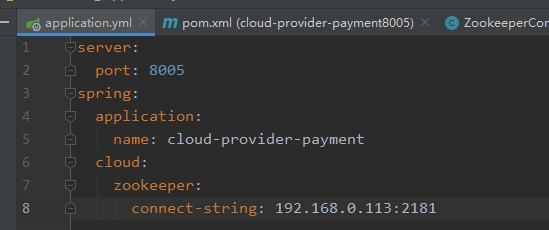 application.yml × m pom.xml (cloud-provider-payment8005) × C ZookeeperCon
1 server:
2   port: 8005
3 spring:
4   application:
5     name: cloud-provider-payment
6   cloud:
7     zookeeper:
8       connect-string: 192.168.0.113:2181